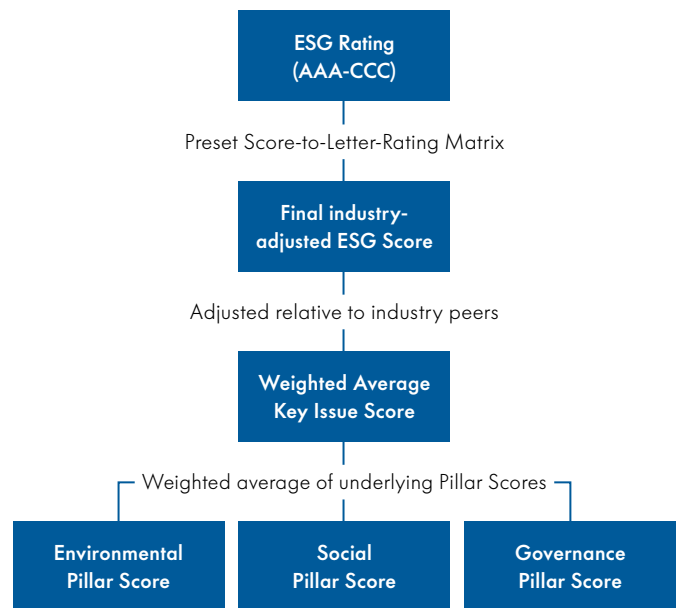 ESG Rating
(AAA-CCC)
Preset Score-to-Letter-Rating Matrix
Final industry-
adjusted ESG Score
Adjusted relative to industry peers
Weighted Average
Key Issue Score
Weighted average of underlying Pillar Scores
Environmental
Pillar Score
Social
Pillar Score
Governance
Pillar Score